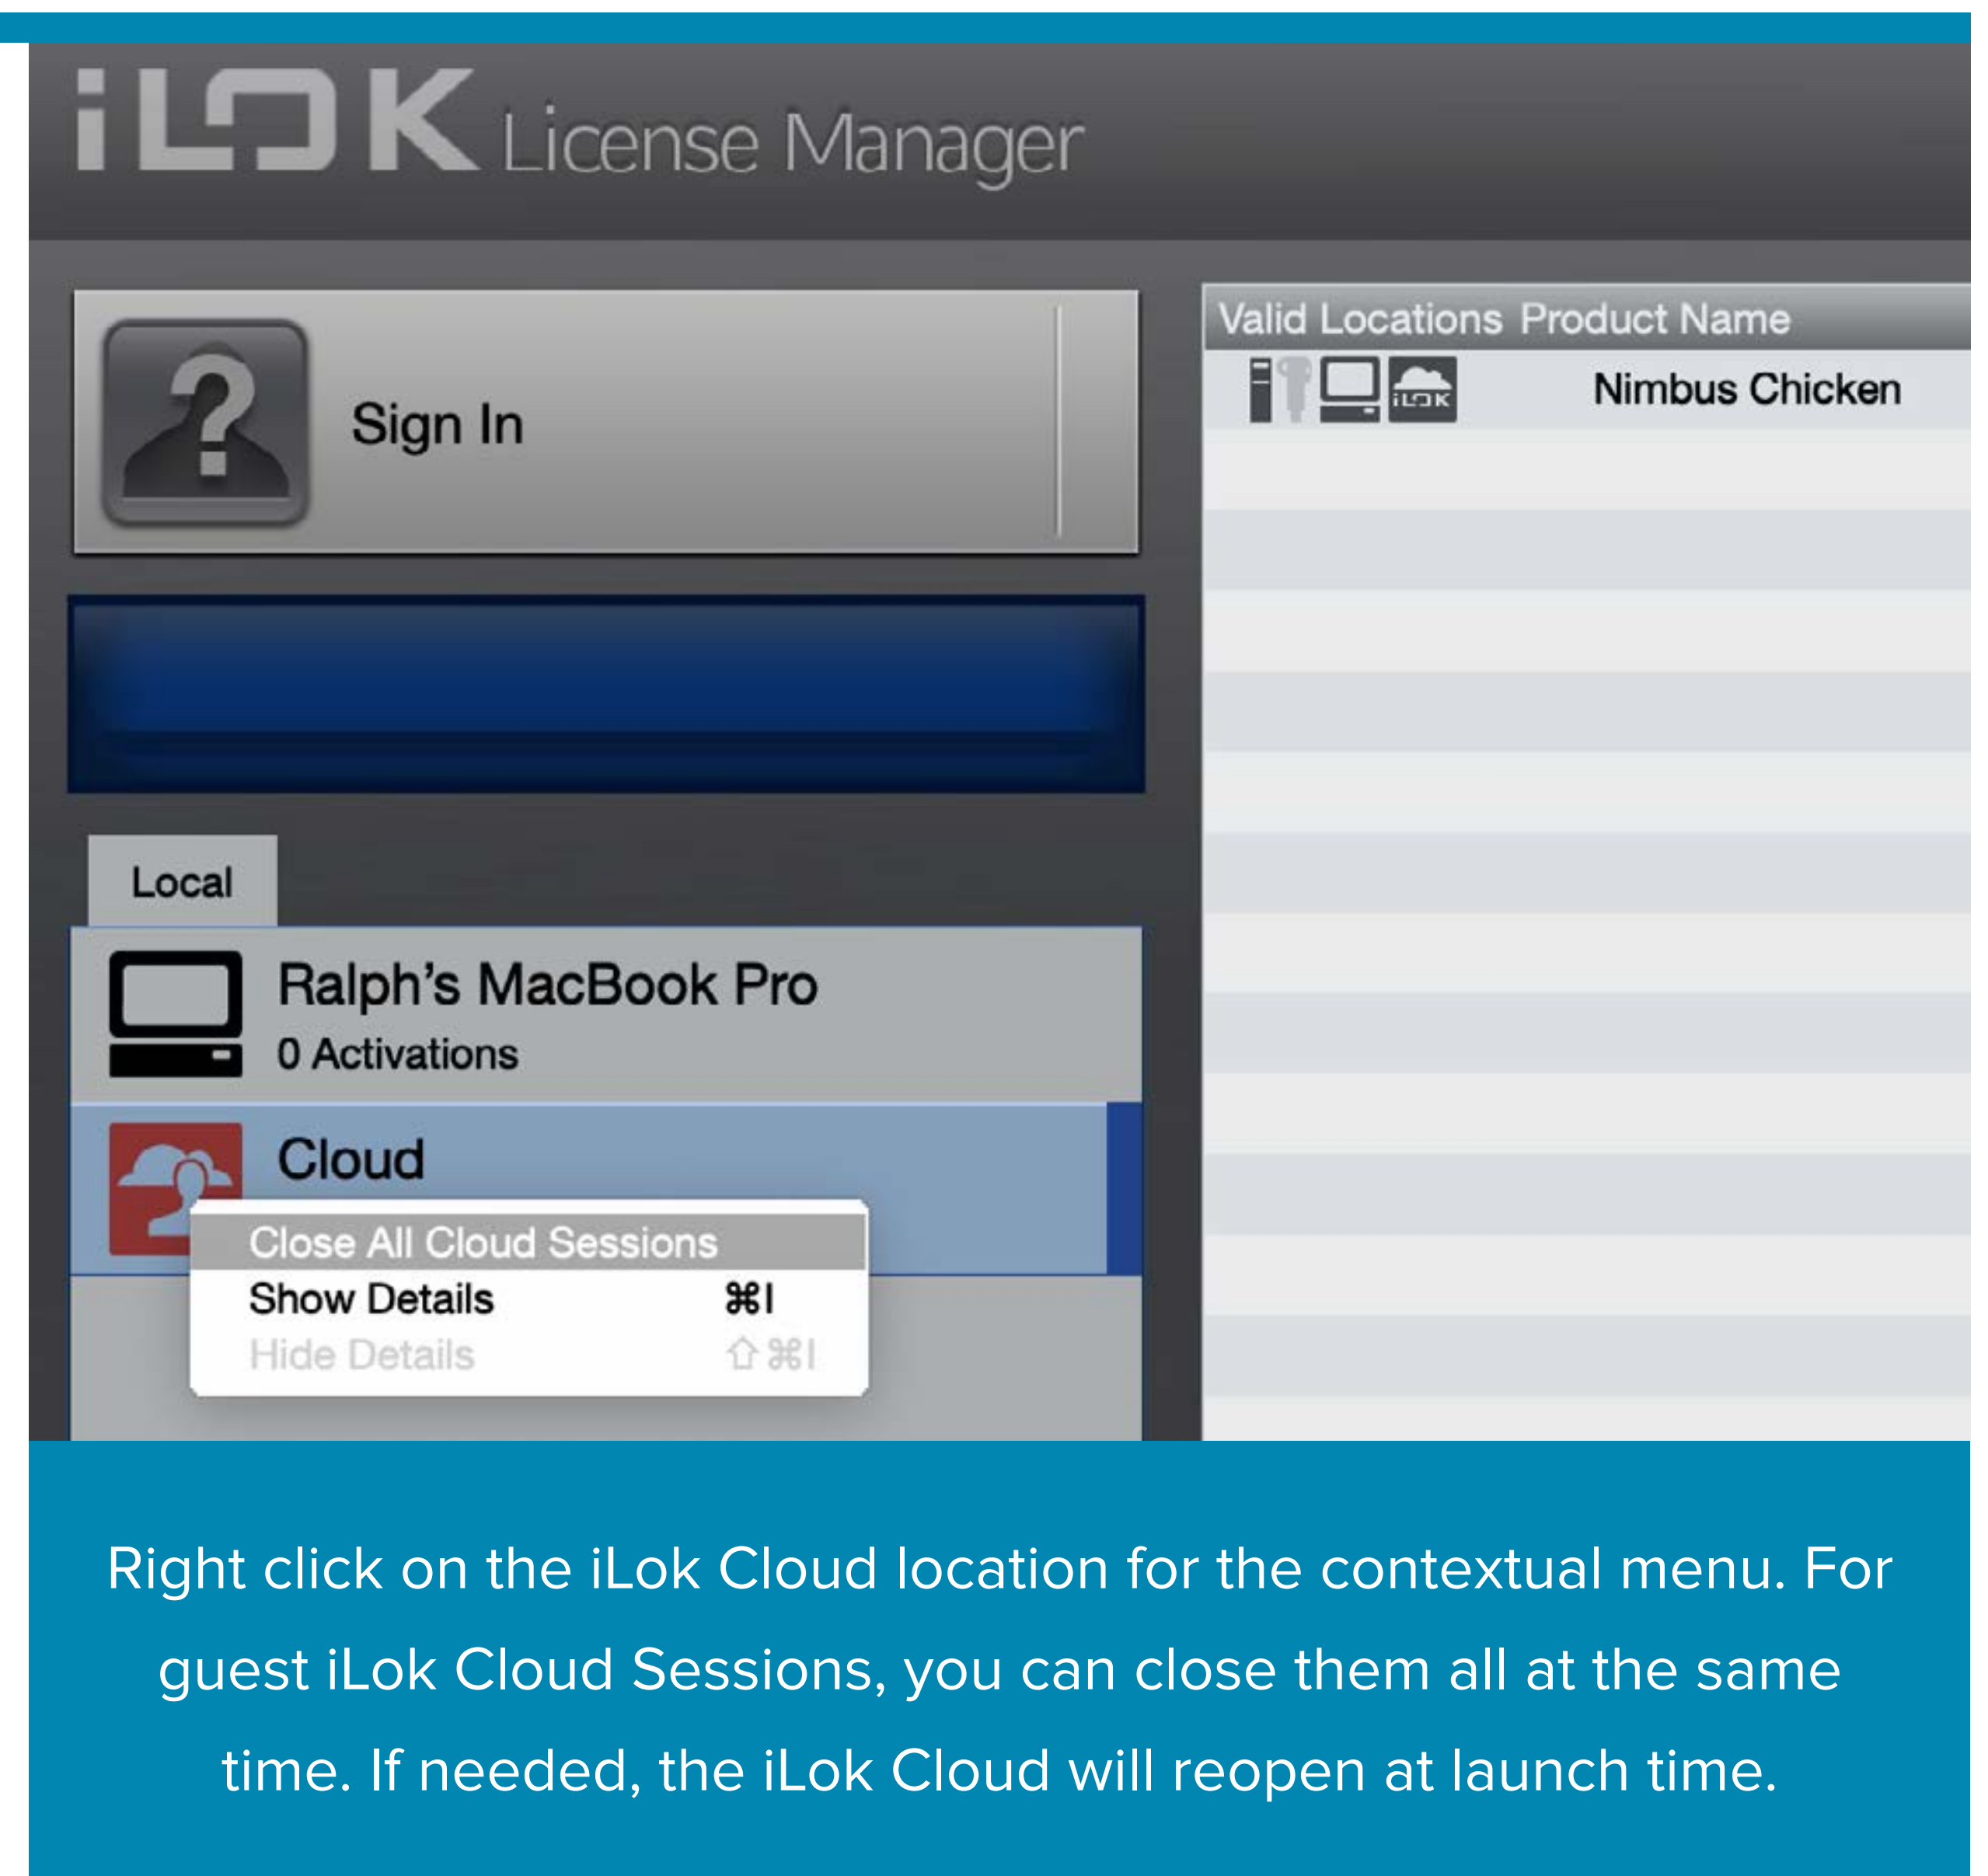 iLOK License Manager
Sign In
Valid Locations Product Name
iLOK
Nimbus Chicken
Local
Ralph’s MacBook Pro
0 Activations
Cloud
Close All Cloud Sessions
Show Details ⌘I
Hide Details ⇧⌘I
Right click on the iLok Cloud location for the contextual menu. For
guest iLok Cloud Sessions, you can close them all at the same
time. If needed, the iLok Cloud will reopen at launch time.